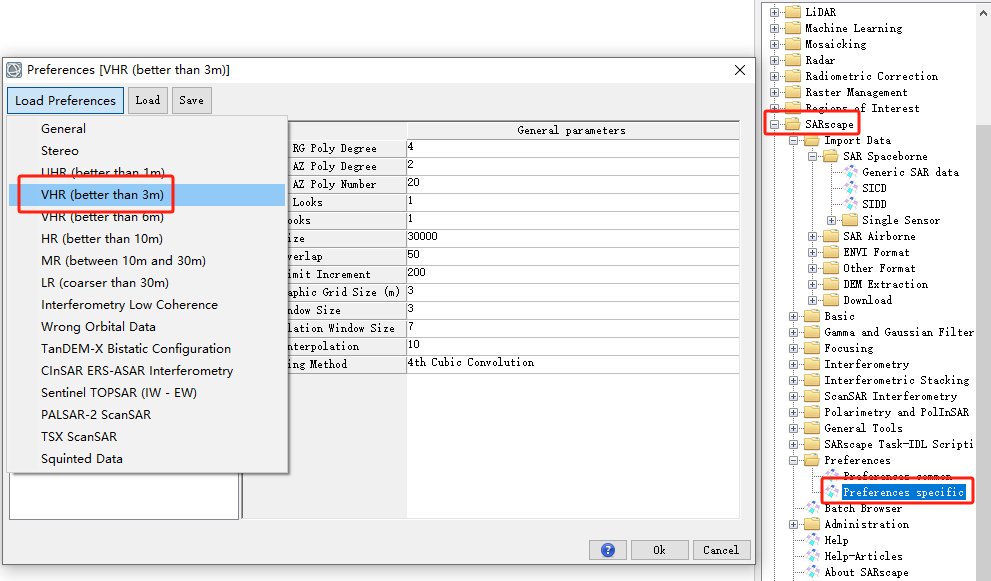 Preferences [VHR (better than 3m)]
Load Preferences
Load
Save
General
Stereo
UHR (better than 1m)
VHR (better than 3m)
VHR (better than 6m)
HR (better than 10m)
MR (between 10m and 30m)
LR (coarser than 30m)
Interferometry Low Coherence
Wrong Orbital Data
TanDEM-X Bistatic Configuration
CInSAR ERS-ASAR Interferometry
Sentinel TOPSAR (IW - EW)
PALSAR-2 ScanSAR
TSX ScanSAR
Squinted Data
General parameters
RG Poly Degree 4
AZ Poly Degree 2
AZ Poly Number 20
Looks 1
ooks 1
ize 30000
verlap 50
imit Increment 200
aphic Grid Size (m) 3
ndow Size 3
lation Window Size 7
nterpolation 10
ing Method 4th Cubic Convolution
Ok
Cancel
LiDAR
Machine Learning
Mosaicking
Radar
Radiometric Correction
Raster Management
Regions of Interest
SARscape
Import Data
SAR Spaceborne
Generic SAR data
SICD
SIDD
Single Sensor
SAR Airborne
ENVI Format
Other Format
DEM Extraction
Download
Basic
Gamma and Gaussian Filter
Focusing
Interferometry
Interferometric Stacking
ScanSAR Interferometry
Polarimetry and PolInSAR
General Tools
SARscape Task-IDL Scripti
Preferences
Preferences common
Preferences specific
Batch Browser
Administration
Help
Help-Articles
About SARscape